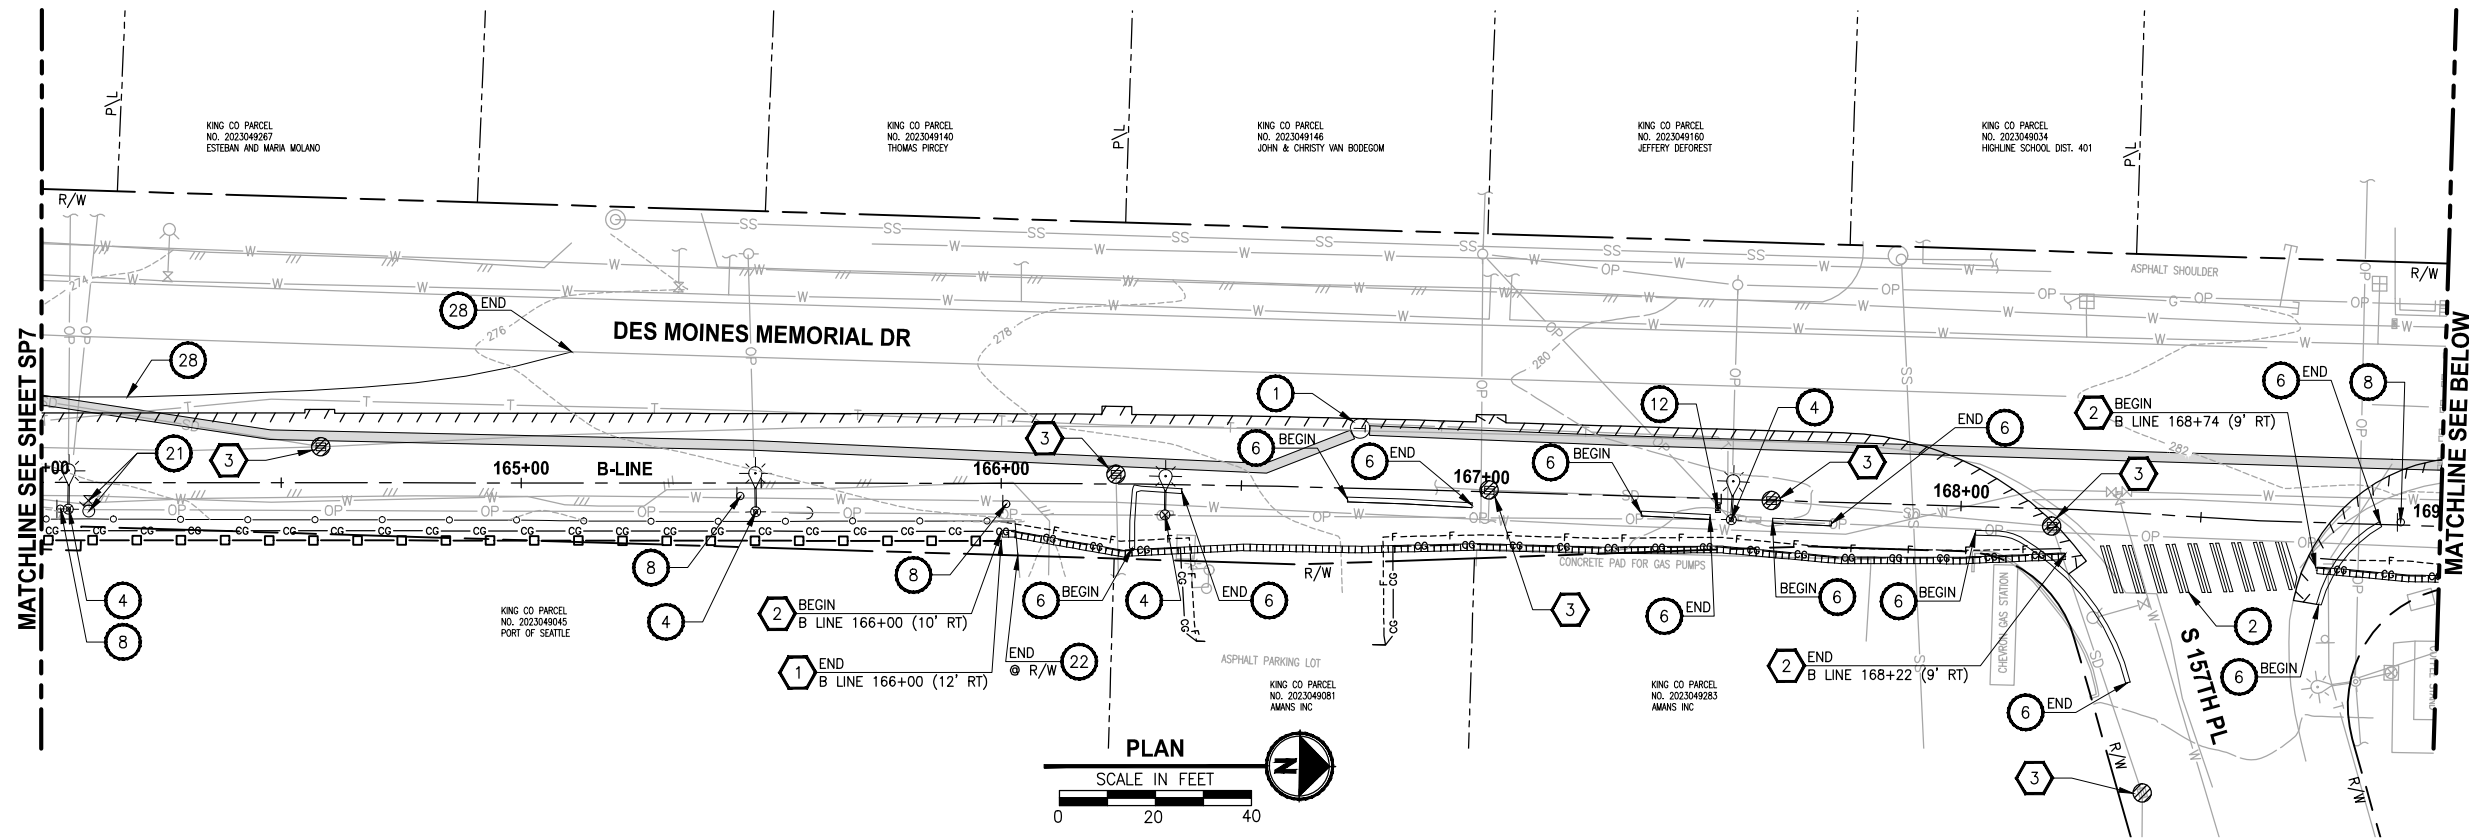 KING CO PARCEL
NO. 2023049267
ESTEBAN AND MARIA MOLANO
KING CO PARCEL
NO. 2023049140
THOMAS PIRCEY
KING CO PARCEL
NO. 2023049146
JOHN & CHRISTY VAN BODEGOM
KING CO PARCEL
NO. 2023049160
JEFFERY DEFOREST
KING CO PARCEL
NO. 2023049034
HIGHLINE SCHOOL DIST. 401
P\L
P\L
P\L
R/W
R/W
ASPHALT SHOULDER
274
276
278
280
282
MATCHLINE SEE SHEET SP7
MATCHLINE SEE BELOW
DES MOINES MEMORIAL DR
28 END
28
1
12
4
6 END
8
2 BEGIN
B LINE 168+74 (9' RT)
END 6
3
21
3
6 BEGIN
6 END
6 BEGIN
3
3
+00
165+00
B-LINE
166+00
167+00
168+00
169
CONCRETE PAD FOR GAS PUMPS
R/W
4
8
KING CO PARCEL
NO. 2023049045
PORT OF SEATTLE
8
4
8
2 BEGIN
B LINE 166+00 (10' RT)
1 END
B LINE 166+00 (12' RT)
END
@ R/W 22
6 BEGIN
4
END 6
3
6 END
BEGIN 6
6 BEGIN
2 END
B LINE 168+22 (9' RT)
CHEVRON GAS STATION
ASPHALT PARKING LOT
KING CO PARCEL
NO. 2023049081
AMANS INC
KING CO PARCEL
NO. 2023049283
AMANS INC
S 157TH PL
2
6 BEGIN
6 END
3
R/W
R/W
PLAN
SCALE IN FEET
0 20 40
N